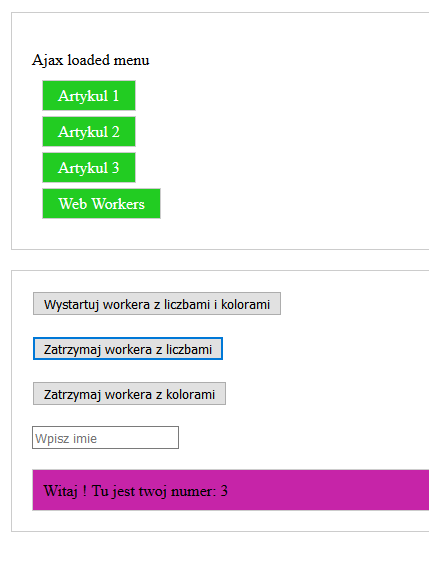 Ajax loaded menu
Artykul 1
Artykul 2
Artykul 3
Web Workers
Wystartuj workera z liczbami i kolorami
Zatrzymaj workera z liczbami
Zatrzymaj workera z kolorami
Wpisz imie
Witaj ! Tu jest twoj numer: 3